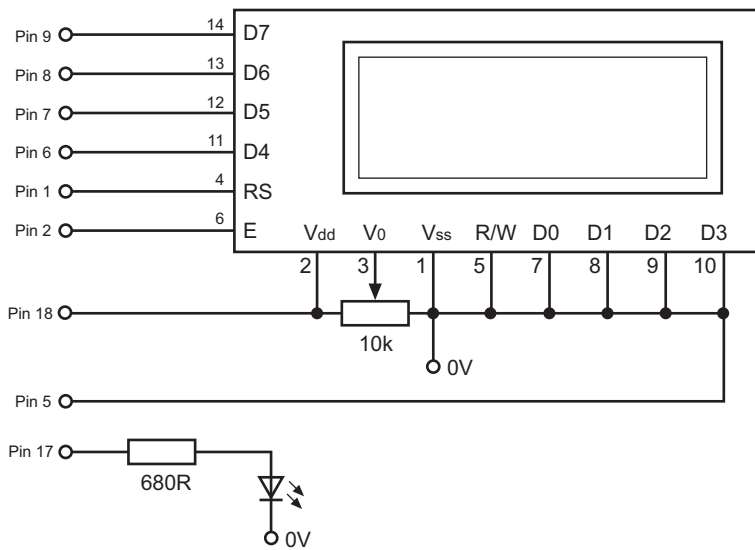 Pin 9 14 D7
Pin 8 13 D6
Pin 7 12 D5
Pin 6 11 D4
Pin 1 4 RS
Pin 2 6 E
Vdd V0 Vss R/W D0 D1 D2 D3
2 3 1 5 7 8 9 10
Pin 18
10k
0V
Pin 5
Pin 17
680R
0V